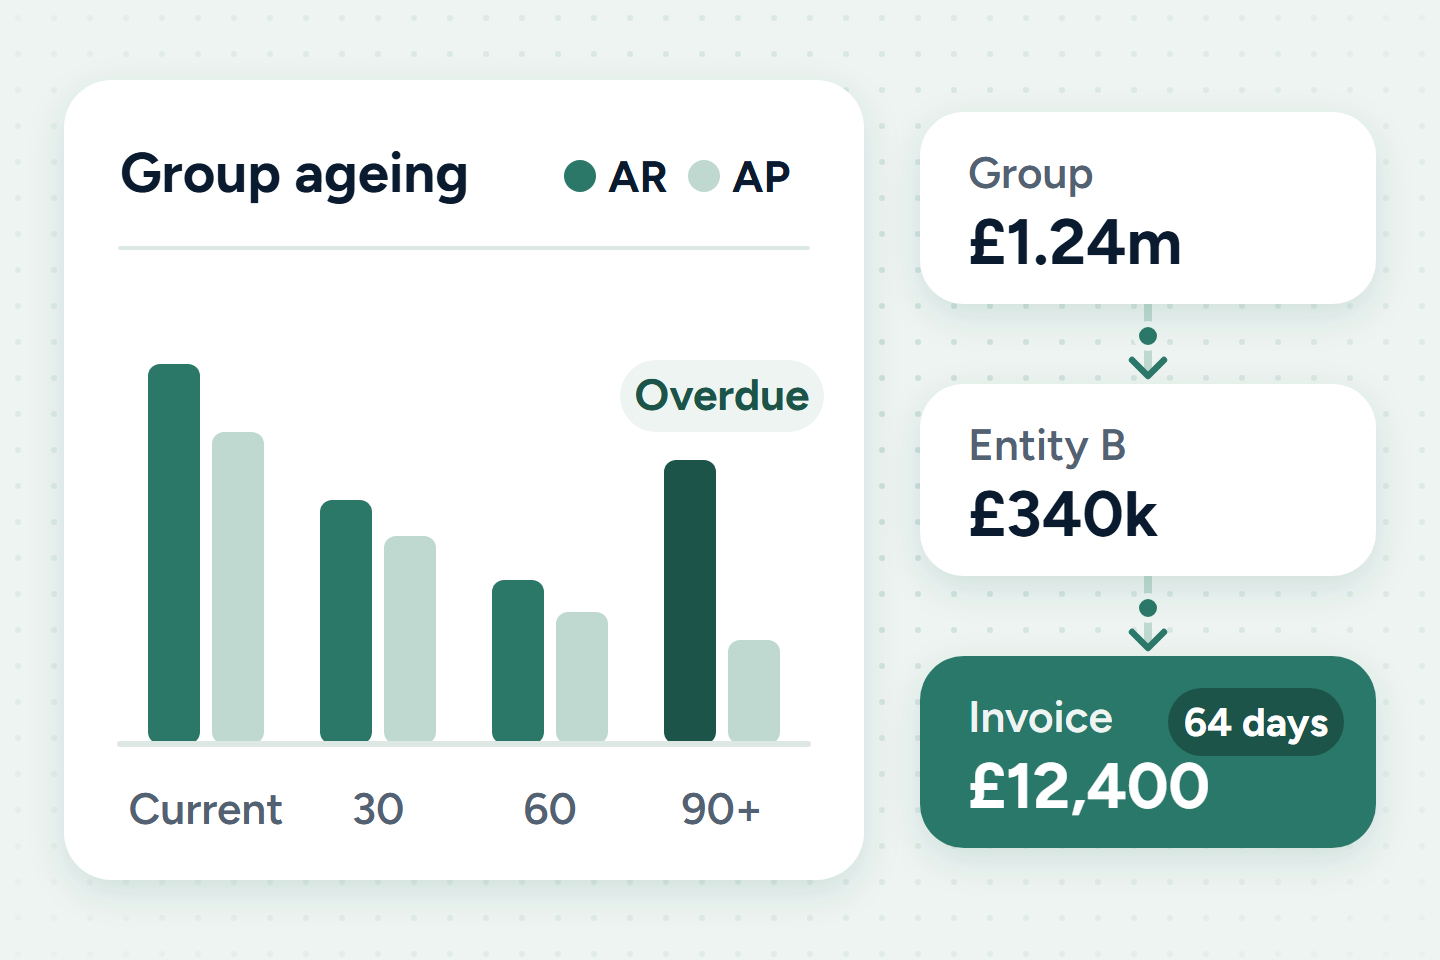 Group ageing
AR AP
Overdue
Current 30 60 90+
Group
£1.24m
Entity B
£340k
Invoice
64 days
£12,400